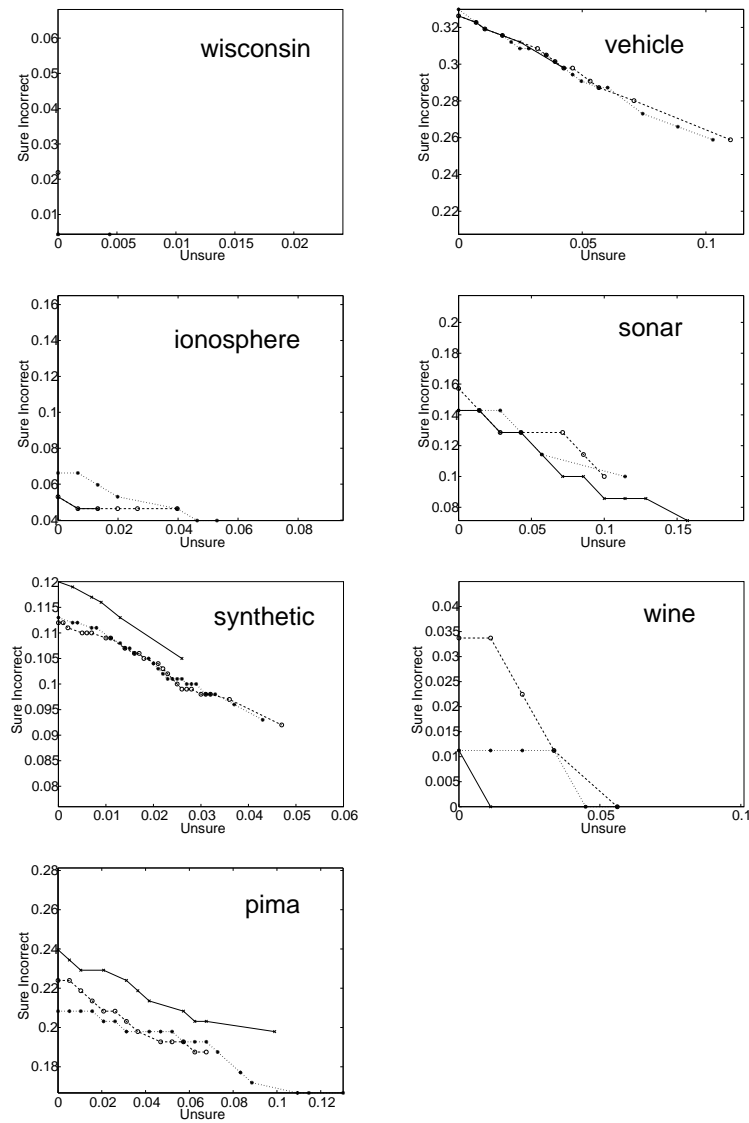 wisconsin
Sure Incorrect
0.06
0.05
0.04
0.03
0.02
0.01
0 0.005 0.01 0.015 0.02
Unsure
vehicle
Sure Incorrect
0.32
0.3
0.28
0.26
0.24
0.22
0 0.05 0.1
Unsure
ionosphere
Sure Incorrect
0.16
0.14
0.12
0.1
0.08
0.06
0.04
0 0.02 0.04 0.06 0.08
Unsure
sonar
Sure Incorrect
0.2
0.18
0.16
0.14
0.12
0.1
0.08
0 0.05 0.1 0.15
Unsure
synthetic
Sure Incorrect
0.12
0.115
0.11
0.105
0.1
0.095
0.09
0.085
0.08
0 0.01 0.02 0.03 0.04 0.05 0.06
Unsure
wine
Sure Incorrect
0.04
0.035
0.03
0.025
0.02
0.015
0.01
0.005
0
0 0.05 0.1
Unsure
pima
Sure Incorrect
0.28
0.26
0.24
0.22
0.2
0.18
0 0.02 0.04 0.06 0.08 0.1 0.12
Unsure